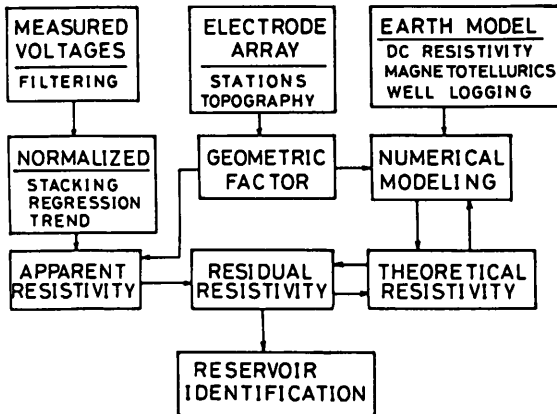 MEASURED
VOLTAGES
FILTERING
ELECTRODE
ARRAY
STATIONS
TOPOGRAPHY
EARTH MODEL
DC RESISTIVITY
MAGNETOTELLURICS
WELL LOGGING
NORMALIZED
STACKING
REGRESSION
TREND
GEOMETRIC
FACTOR
NUMERICAL
MODELING
APPARENT
RESISTIVITY
RESIDUAL
RESISTIVITY
THEORETICAL
RESISTIVITY
RESERVOIR
IDENTIFICATION